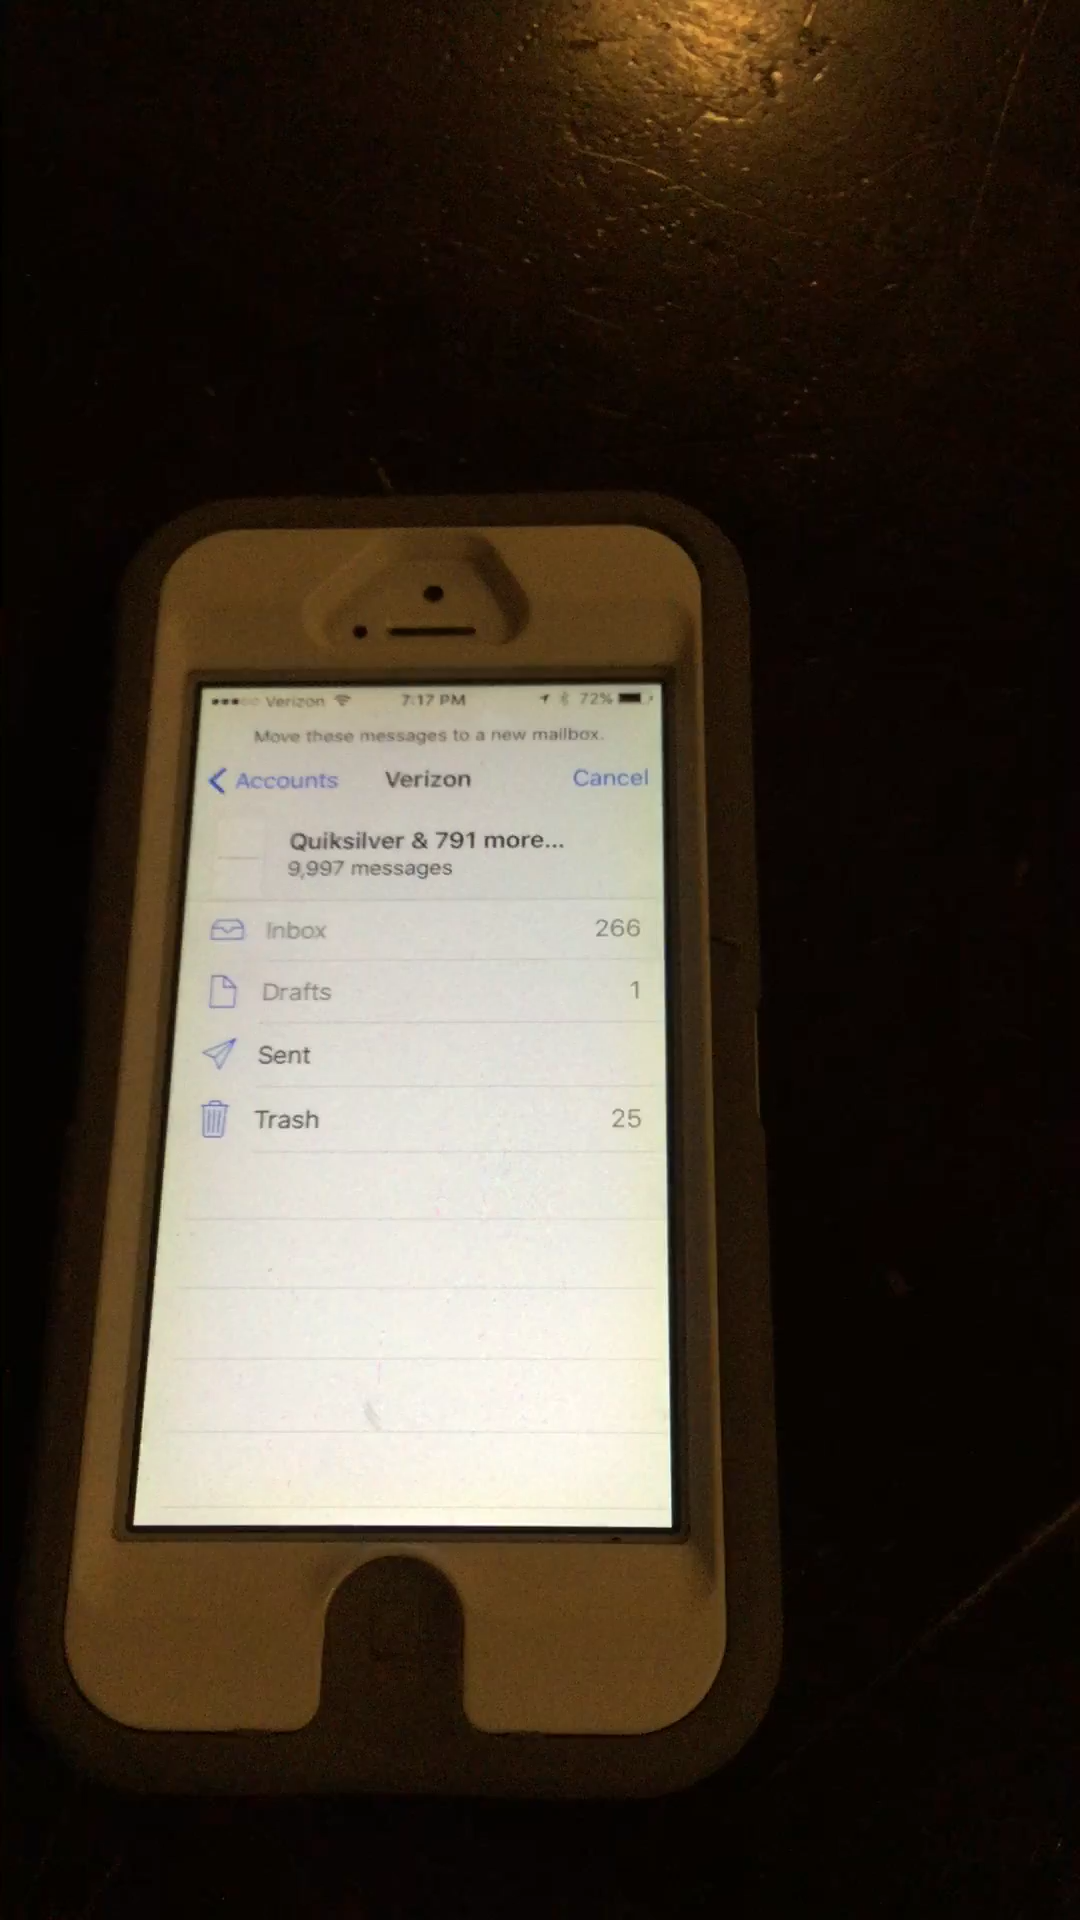 Verizon 7:17 PM 72%
Move these messages to a new mailbox.
Accounts Verizon Cancel
Quiksilver & 791 more...
9,997 messages
Inbox 266
Drafts 1
Sent
Trash 25